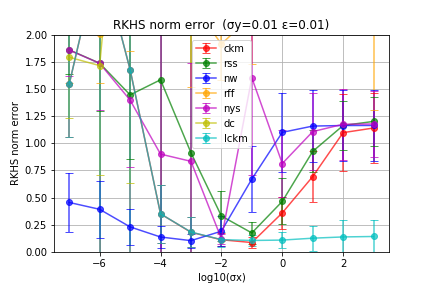 RKHS norm error (σy=0.01 ε=0.01)
RKHS norm error
2.00
1.75
1.50
1.25
1.00
0.75
0.50
0.25
0.00
ckm
rss
nw
rff
nys
dc
lckm
−6
−4
−2
0
2
log10(σx)